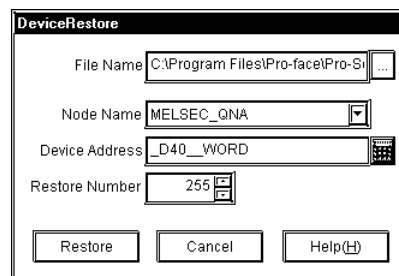 DeviceRestore
File Name C:\Program Files\Pro-face\Pro-S
...
Node Name MELSEC_QNA
Device Address _D40__WORD
Restore Number 255
Restore Cancel Help(H)